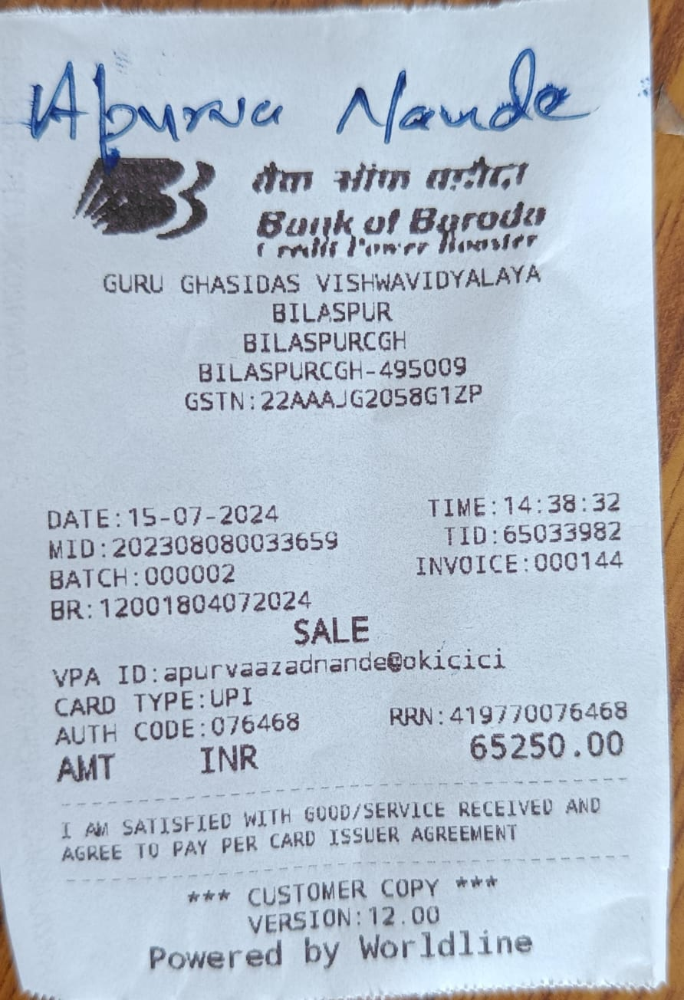 Apurva Nande
बैंक ऑफ़ बड़ौदा
Bank of Baroda
Credit Power Booster
GURU GHASIDAS VISHWAVIDYALAYA
BILASPUR
BILASPURCGH
BILASPURCGH-495009
GSTN:22AAAJG2058G1ZP
DATE:15-07-2024 TIME:14:38:32
MID:202308080033659 TID:65033982
BATCH:000002 INVOICE:000144
BR:12001804072024
SALE
VPA ID:apurvaazadnande@okicici
CARD TYPE:UPI
AUTH CODE:076468 RRN:419770076468
AMT INR 65250.00
I AM SATISFIED WITH GOOD/SERVICE RECEIVED AND
AGREE TO PAY PER CARD ISSUER AGREEMENT
*** CUSTOMER COPY ***
VERSION:12.00
Powered by Worldline